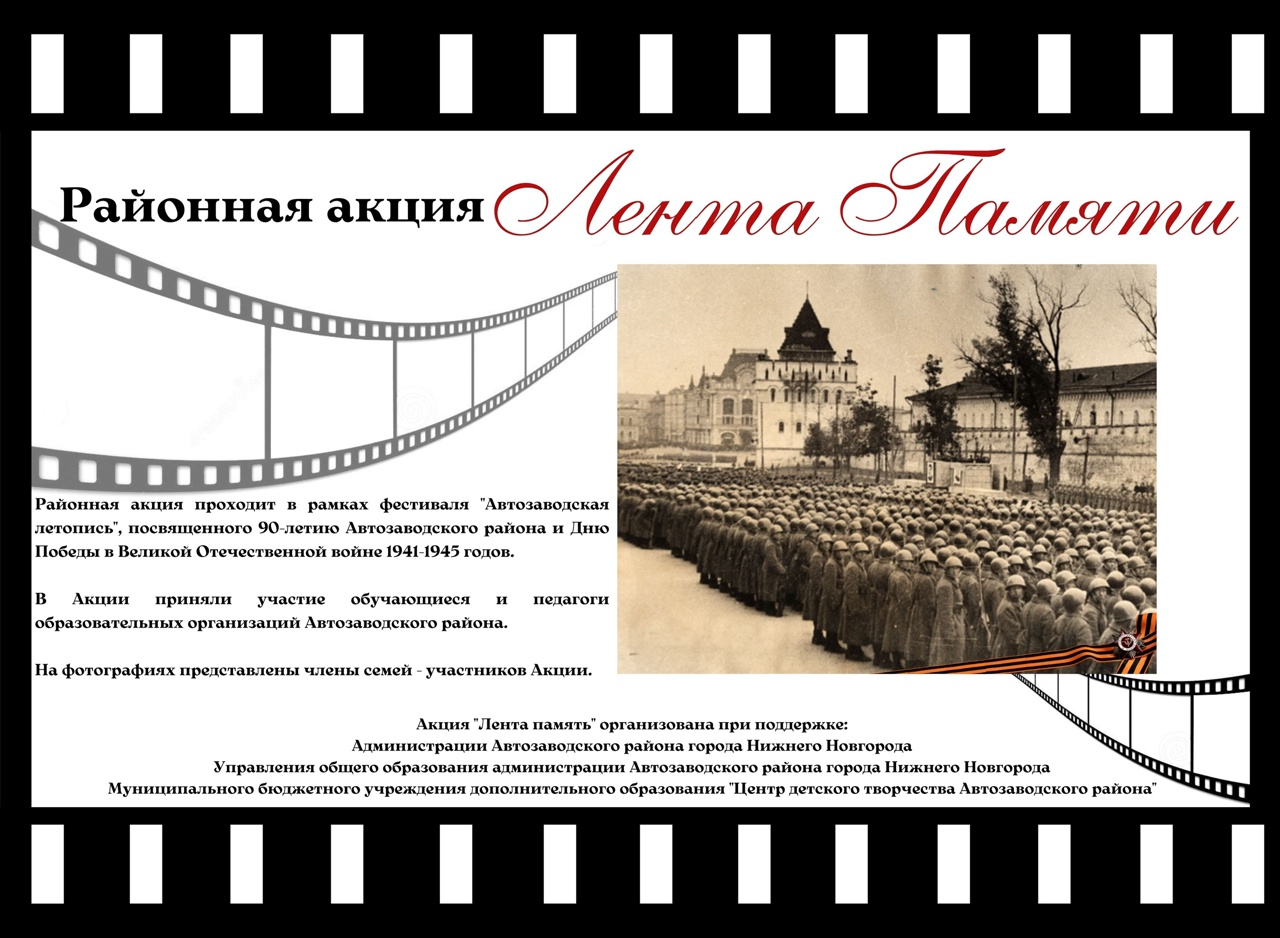 Районная акция Лента Памяти
Районная акция проходит в рамках фестиваля "Автозаводская
летопись", посвященного 90-летию Автозаводского района и Дню
Победы в Великой Отечественной войне 1941-1945 годов.
В Акции приняли участие обучающиеся и педагоги
образовательных организаций Автозаводского района.
На фотографиях представлены члены семей - участников Акции.
Акция "Лента память" организована при поддержке:
Администрации Автозаводского района города Нижнего Новгорода
Управления общего образования администрации Автозаводского района города Нижнего Новгорода
Муниципального бюджетного учреждения дополнительного образования "Центр детского творчества Автозаводского района"